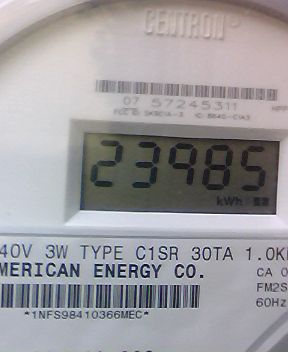 CENTRON
07 57245311
23985
kWh
40V 3W TYPE C1SR 30TA 1.0K
MERICAN ENERGY CO.
CA 0
FM2S
60Hz
*1NFS98410366MEC*